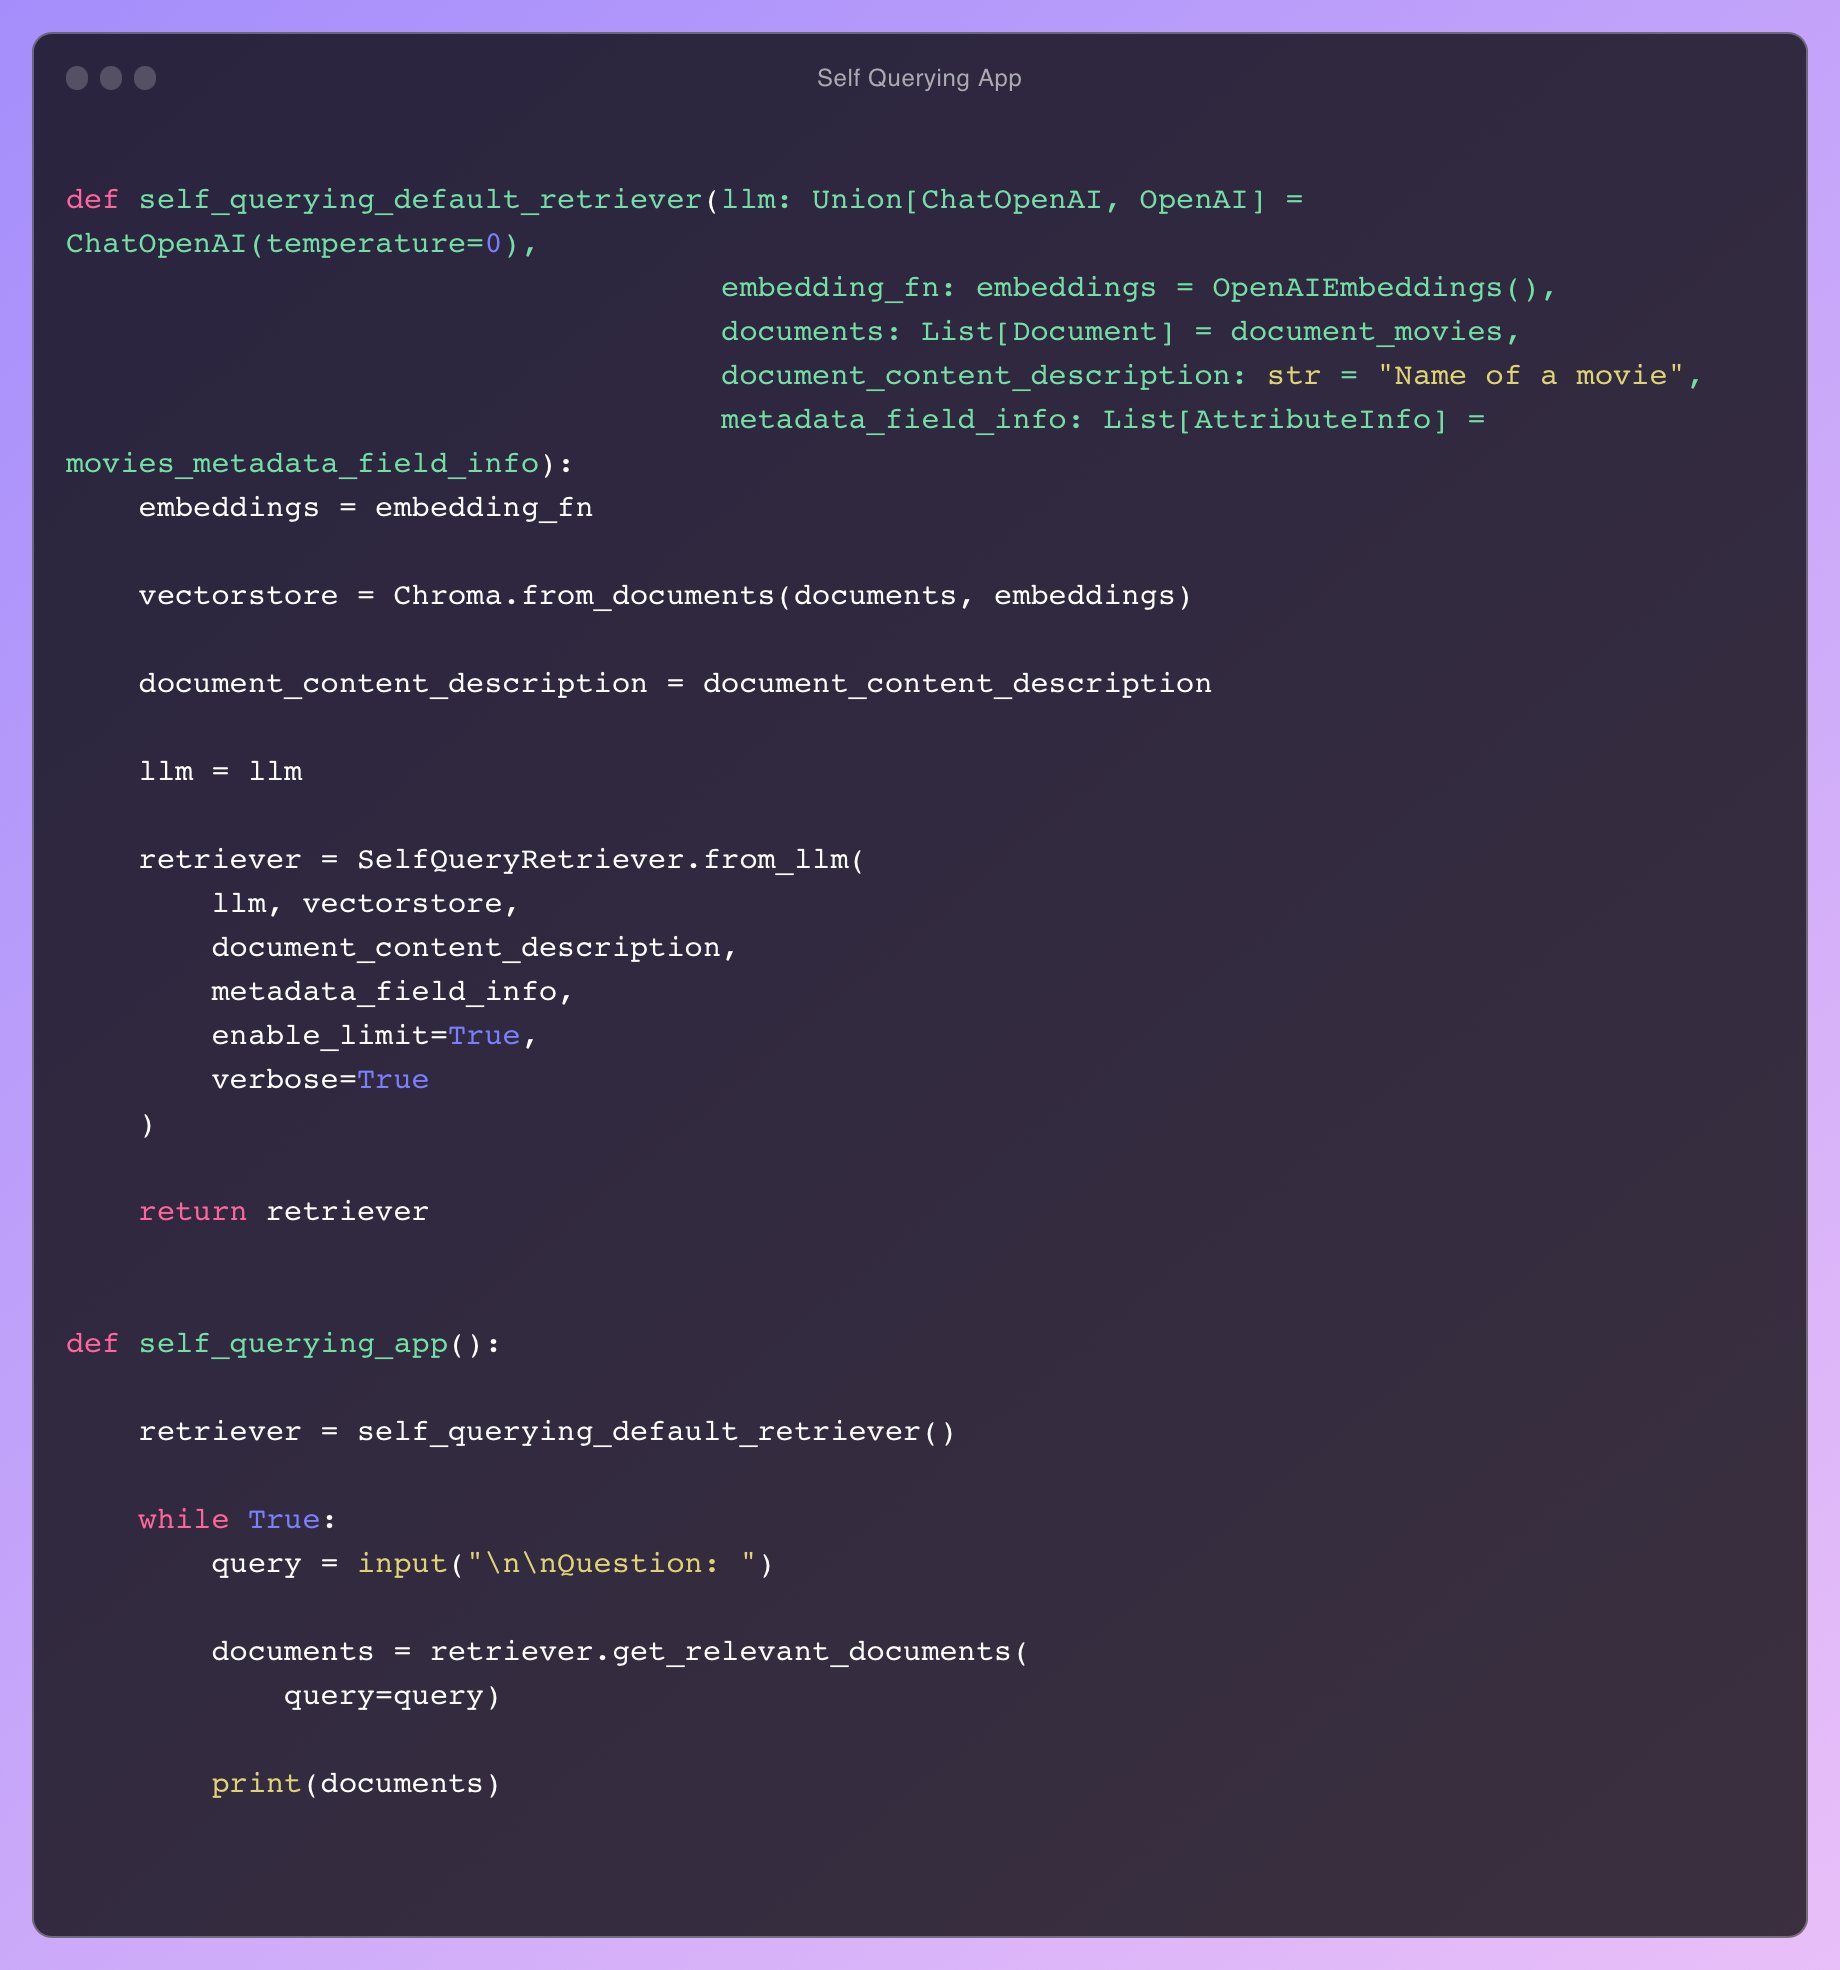 Self Querying App
def self_querying_default_retriever(llm: Union[ChatOpenAI, OpenAI] =
ChatOpenAI(temperature=0),
                                    embedding_fn: embeddings = OpenAIEmbeddings(),
                                    documents: List[Document] = document_movies,
                                    document_content_description: str = "Name of a movie",
                                    metadata_field_info: List[AttributeInfo] =
movies_metadata_field_info):
    embeddings = embedding_fn

    vectorstore = Chroma.from_documents(documents, embeddings)

    document_content_description = document_content_description

    llm = llm

    retriever = SelfQueryRetriever.from_llm(
        llm, vectorstore,
        document_content_description,
        metadata_field_info,
        enable_limit=True,
        verbose=True
    )

    return retriever


def self_querying_app():

    retriever = self_querying_default_retriever()

    while True:
        query = input("\n\nQuestion: ")

        documents = retriever.get_relevant_documents(
            query=query)

        print(documents)